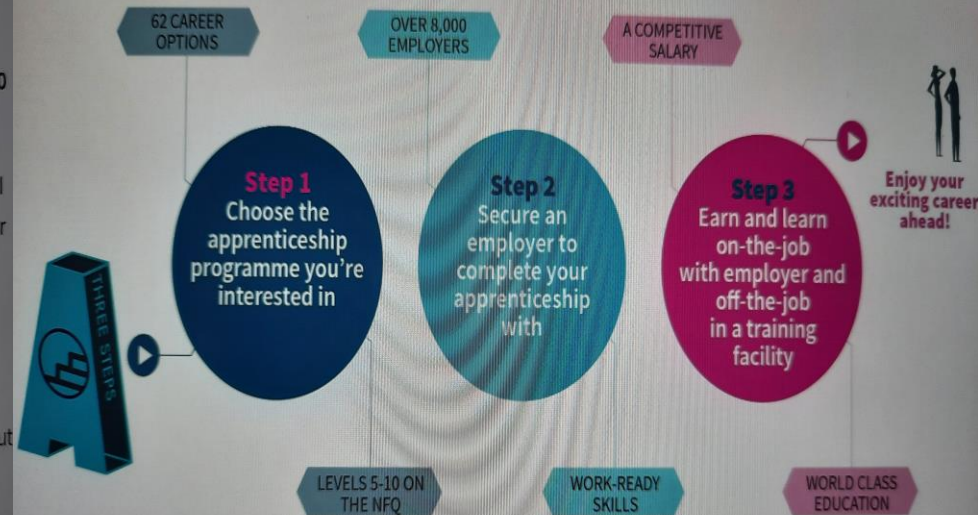 62 CAREER
OPTIONS
OVER 8,000
EMPLOYERS
A COMPETITIVE
SALARY
Step 1
Choose the
apprenticeship
programme you're
interested in
Step 2
Secure an
employer to
complete your
apprenticeship
with
Step 3
Earn and learn
on-the-job
with employer and
off-the-job
in a training
facility
Enjoy your
exciting career
ahead!
THREE STEPS
LEVELS 5-10 ON
THE NFQ
WORK-READY
SKILLS
WORLD CLASS
EDUCATION